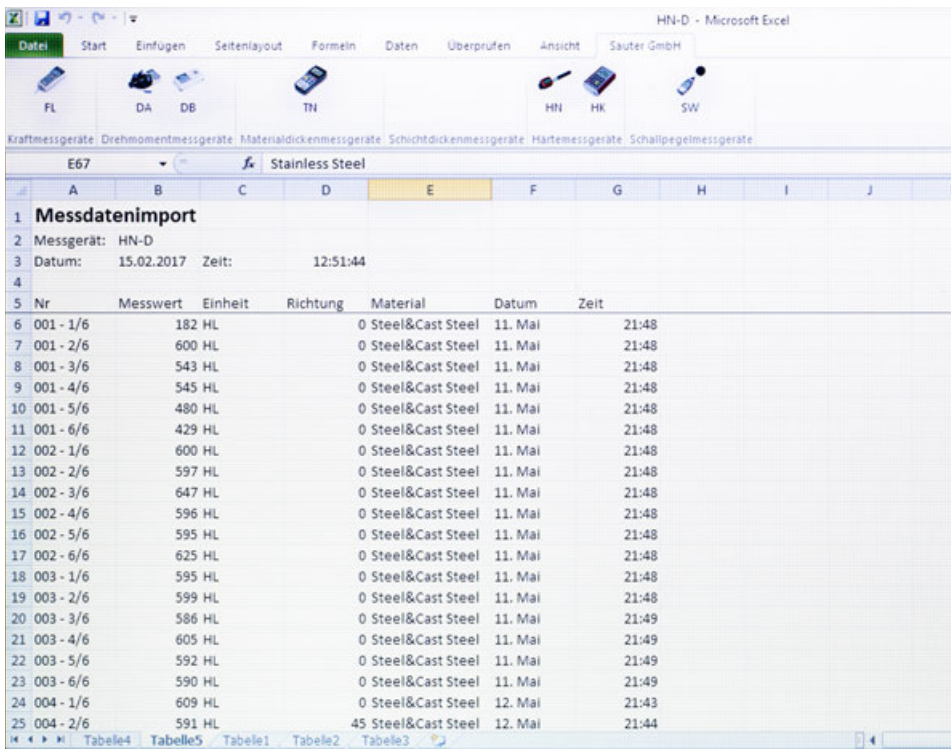 HN-D - Microsoft Excel
Datei Start Einfügen Seitenlayout Formeln Daten Überprüfen Ansicht Sauter GmbH
FL DA DB TN HN HK SW
Kraftmessgeräte Drehmomentmessgeräte Materialdickenmessgeräte Schichtdickenmessgeräte Härtemessgeräte Schallpegelmessgeräte
E67 fx Stainless Steel
A B C D E F G H I J
1 Messdatenimport
2 Messgerät: HN-D
3 Datum: 15.02.2017 Zeit: 12:51:44
4
5 Nr Messwert Einheit Richtung Material Datum Zeit
6 001 - 1/6 182 HL 0 Steel&Cast Steel 11. Mai 21:48
7 001 - 2/6 600 HL 0 Steel&Cast Steel 11. Mai 21:48
8 001 - 3/6 543 HL 0 Steel&Cast Steel 11. Mai 21:48
9 001 - 4/6 545 HL 0 Steel&Cast Steel 11. Mai 21:48
10 001 - 5/6 480 HL 0 Steel&Cast Steel 11. Mai 21:48
11 001 - 6/6 429 HL 0 Steel&Cast Steel 11. Mai 21:48
12 002 - 1/6 600 HL 0 Steel&Cast Steel 11. Mai 21:48
13 002 - 2/6 597 HL 0 Steel&Cast Steel 11. Mai 21:48
14 002 - 3/6 647 HL 0 Steel&Cast Steel 11. Mai 21:48
15 002 - 4/6 596 HL 0 Steel&Cast Steel 11. Mai 21:48
16 002 - 5/6 595 HL 0 Steel&Cast Steel 11. Mai 21:48
17 002 - 6/6 625 HL 0 Steel&Cast Steel 11. Mai 21:48
18 003 - 1/6 595 HL 0 Steel&Cast Steel 11. Mai 21:48
19 003 - 2/6 599 HL 0 Steel&Cast Steel 11. Mai 21:48
20 003 - 3/6 586 HL 0 Steel&Cast Steel 11. Mai 21:49
21 003 - 4/6 605 HL 0 Steel&Cast Steel 11. Mai 21:49
22 003 - 5/6 592 HL 0 Steel&Cast Steel 11. Mai 21:49
23 003 - 6/6 590 HL 0 Steel&Cast Steel 11. Mai 21:49
24 004 - 1/6 609 HL 0 Steel&Cast Steel 12. Mai 21:43
25 004 - 2/6 591 HL 45 Steel&Cast Steel 12. Mai 21:44
Tabelle4 Tabelle5 Tabelle1 Tabelle2 Tabelle3